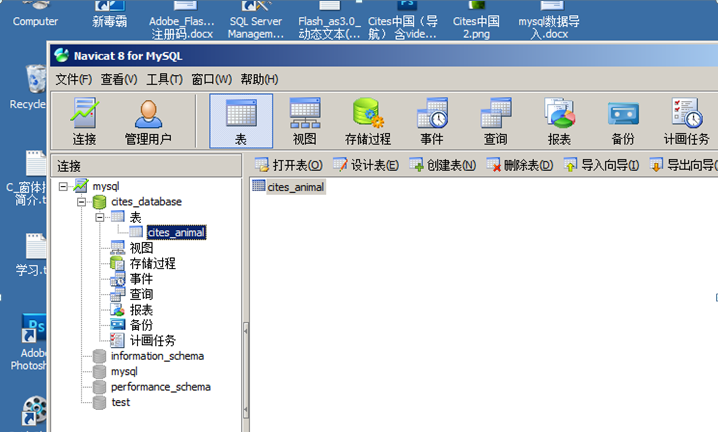 Computer
新毒霸
Adobe_Flas...
注册码.docx
SQL Server
Managem...
Flash_as3.0_
动态文本(...
Cites中国（导
航）含vide...
Cites中国
2.png
mysql数据导
入.docx
Recycle
C_窗体
简介.t
学习.t
Adob
Photosh
Navicat 8 for MySQL
文件(F) 查看(V) 工具(T) 窗口(W) 帮助(H)
连接 管理用户 表 视图 存储过程 事件 查询 报表 备份 计画任务
连接
打开表(O) 设计表(E) 创建表(N) 删除表(D) 导入向导(I) 导出向导(
mysql
cites_database
表
cites_animal
视图
存储过程
事件
查询
报表
备份
计画任务
information_schema
mysql
performance_schema
test
cites_animal